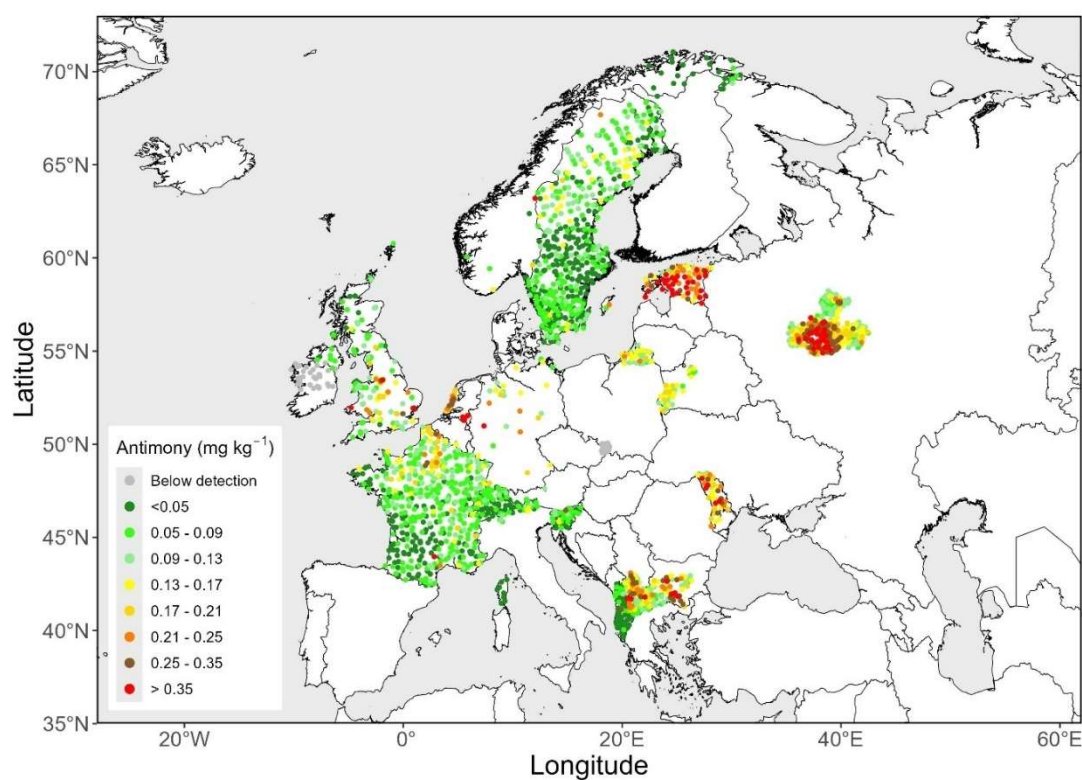 70°N
65°N
60°N
55°N
50°N
45°N
40°N
35°N
Latitude
Antimony (mg kg⁻¹)
Below detection
<0.05
0.05 - 0.09
0.09 - 0.13
0.13 - 0.17
0.17 - 0.21
0.21 - 0.25
0.25 - 0.35
> 0.35
20°W
0°
20°E
40°E
60°E
Longitude